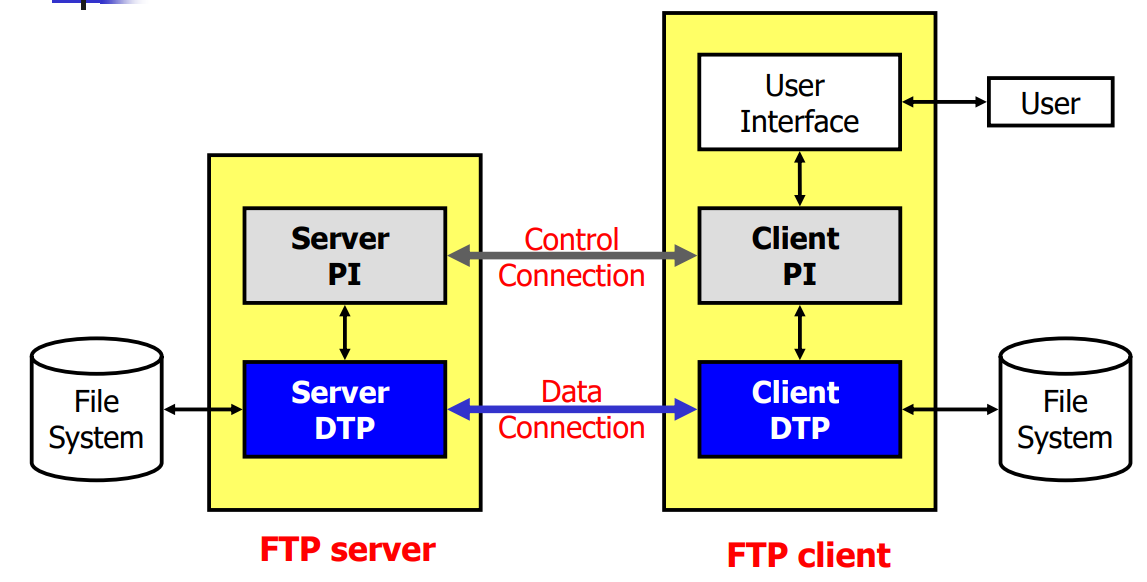 User
Interface
User
Server
PI
Control
Connection
Client
PI
File
System
Server
DTP
Data
Connection
Client
DTP
File
System
FTP server
FTP client